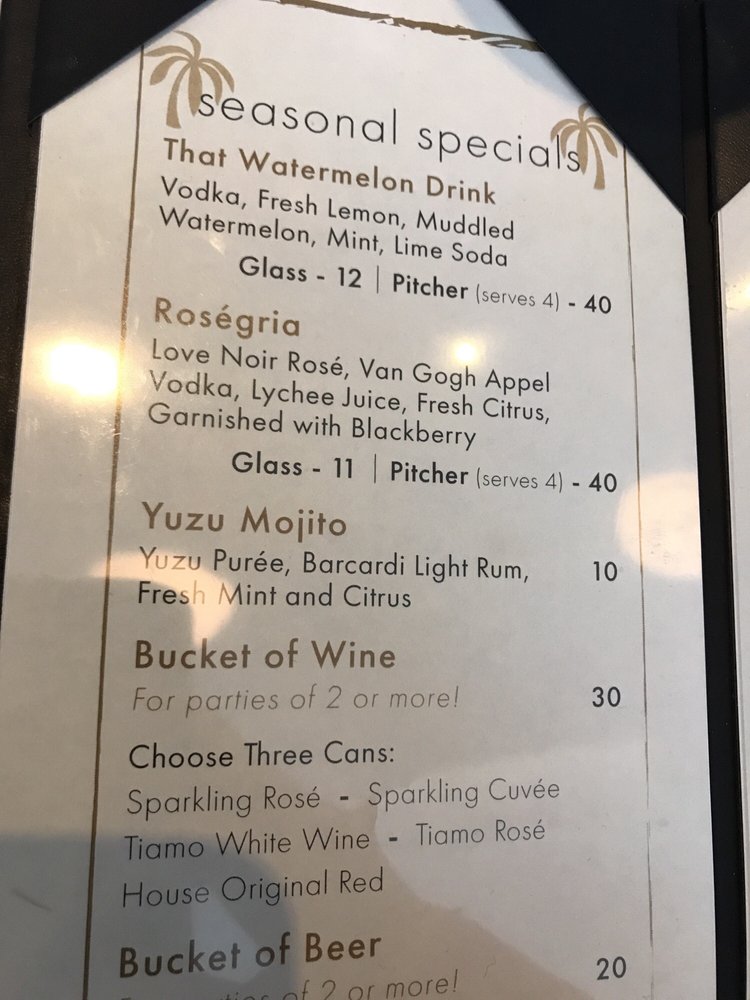 seasonal specials
That Watermelon Drink
Vodka, Fresh Lemon, Muddled
Watermelon, Mint, Lime Soda
Glass - 12 | Pitcher (serves 4) - 40
Roségria
Love Noir Rosé, Van Gogh Appel
Vodka, Lychee Juice, Fresh Citrus,
Garnished with Blackberry
Glass - 11 | Pitcher (serves 4) - 40
Yuzu Mojito
Yuzu Purée, Barcardi Light Rum, 10
Fresh Mint and Citrus
Bucket of Wine
For parties of 2 or more! 30
Choose Three Cans:
Sparkling Rosé - Sparkling Cuvée
Tiamo White Wine - Tiamo Rosé
House Original Red
Bucket of Beer
20
of 2 or more!